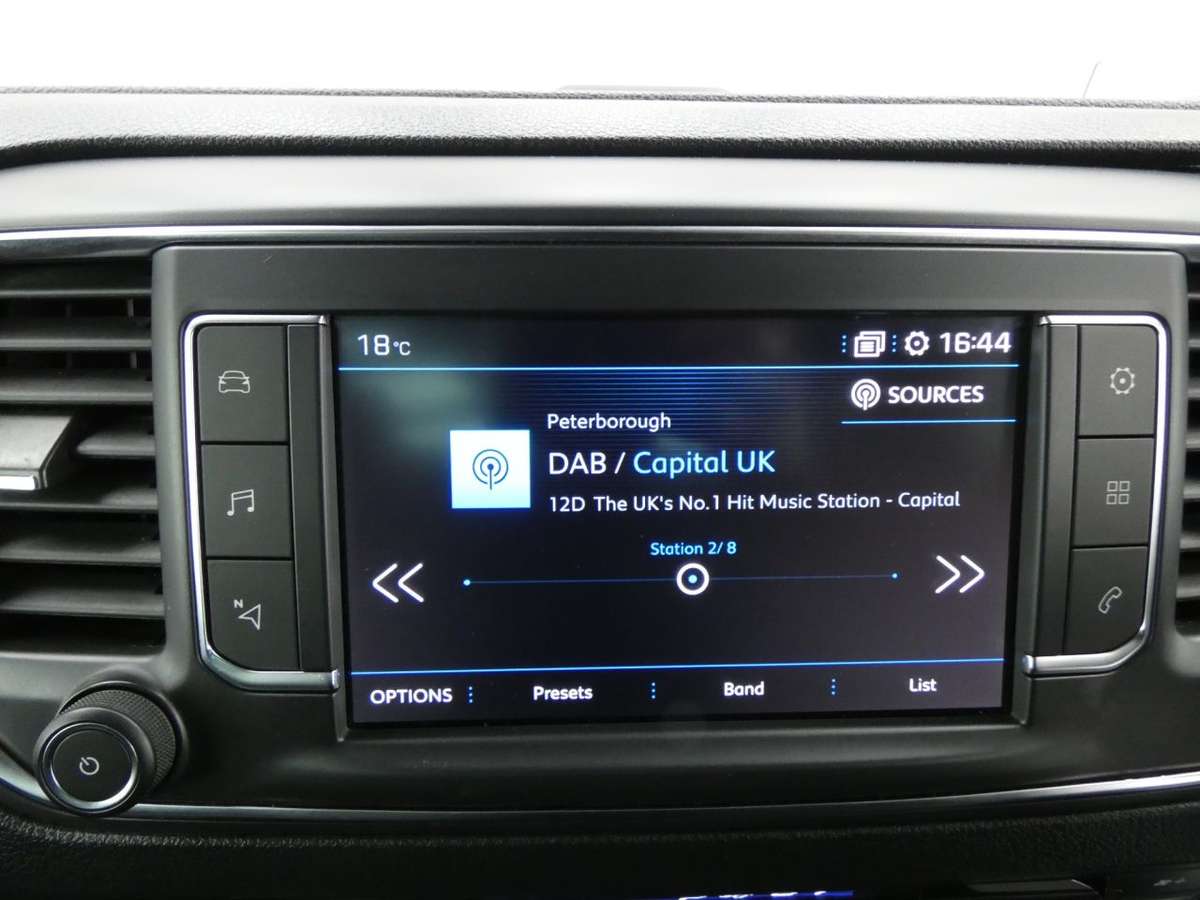 18°C
16:44
SOURCES
Peterborough
DAB / Capital UK
12D The UK's No.1 Hit Music Station - Capital
Station 2/8
OPTIONS Presets Band List
N